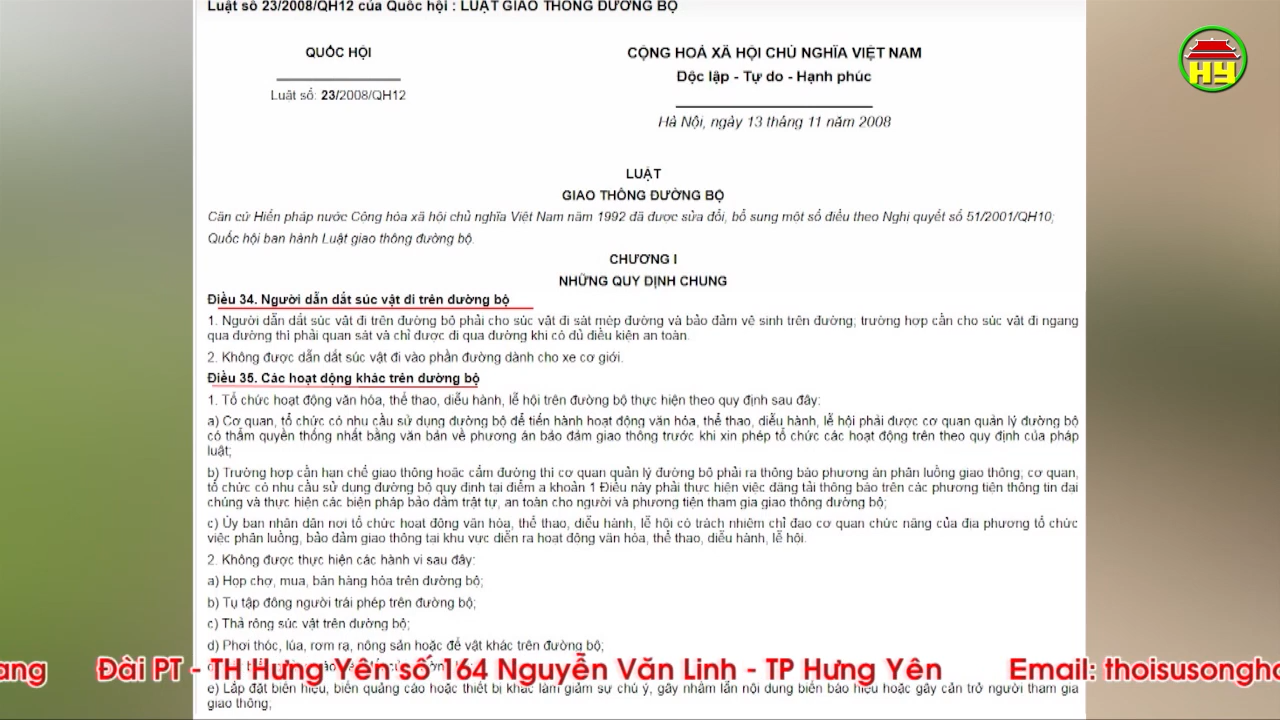 Luật số 23/2008/QH12 của Quốc hội : LUẬT GIAO THÔNG ĐƯỜNG BỘ
QUỐC HỘI
CỘNG HOÀ XÃ HỘI CHỦ NGHĨA VIỆT NAM
Độc lập - Tự do - Hạnh phúc
Luật số: 23/2008/QH12
Hà Nội, ngày 13 tháng 11 năm 2008
HY
LUẬT
GIAO THÔNG ĐƯỜNG BỘ
Căn cứ Hiến pháp nước Cộng hòa xã hội chủ nghĩa Việt Nam năm 1992 đã được sửa đổi, bổ sung một số điều theo Nghị quyết số 51/2001/QH10;
Quốc hội ban hành Luật giao thông đường bộ.
CHƯƠNG I
NHỮNG QUY ĐỊNH CHUNG
Điều 34. Người dẫn dắt súc vật đi trên đường bộ
1. Người dẫn dắt súc vật đi trên đường bộ phải cho súc vật đi sát mép đường và bảo đảm vệ sinh trên đường; trường hợp cần cho súc vật đi ngang
qua đường thì phải quan sát và chỉ được đi qua đường khi có đủ điều kiện an toàn.
2. Không được dẫn dắt súc vật đi vào phần đường dành cho xe cơ giới.
Điều 35. Các hoạt động khác trên đường bộ
1. Tổ chức hoạt động văn hóa, thể thao, diễu hành, lễ hội trên đường bộ thực hiện theo quy định sau đây:
a) Cơ quan, tổ chức có nhu cầu sử dụng đường bộ để tiến hành hoạt động văn hóa, thể thao, diễu hành, lễ hội phải được cơ quan quản lý đường bộ
có thẩm quyền thống nhất bằng văn bản về phương án bảo đảm giao thông trước khi xin phép tổ chức các hoạt động trên theo quy định của pháp
luật;
b) Trường hợp cần hạn chế giao thông hoặc cấm đường thì cơ quan quản lý đường bộ phải ra thông báo phương án phân luồng giao thông; cơ quan,
tổ chức có nhu cầu sử dụng đường bộ quy định tại điểm a khoản 1 Điều này phải thực hiện việc đăng tải thông báo trên các phương tiện thông tin đại
chúng và thực hiện các biện pháp bảo đảm trật tự, an toàn cho người và phương tiện tham gia giao thông đường bộ;
c) Ủy ban nhân dân nơi tổ chức hoạt động văn hóa, thể thao, diễu hành, lễ hội có trách nhiệm chỉ đạo cơ quan chức năng của địa phương tổ chức
việc phân luồng, bảo đảm giao thông tại khu vực diễn ra hoạt động văn hóa, thể thao, diễu hành, lễ hội.
2. Không được thực hiện các hành vi sau đây:
a) Họp chợ, mua, bán hàng hóa trên đường bộ;
b) Tụ tập đông người trái phép trên đường bộ;
c) Thả rông súc vật trên đường bộ;
d) Phơi thóc, lúa, rơm rạ, nông sản hoặc để vật khác trên đường bộ;
ang Đài PT - TH Hưng Yên số 164 Nguyễn Văn Linh - TP Hưng Yên Email: thoisusongho
e) Lắp đặt biển hiệu, biển quảng cáo hoặc thiết bị khác làm giảm sự chú ý, gây nhầm lẫn nội dung biển báo hiệu hoặc gây cản trở người tham gia
giao thông;